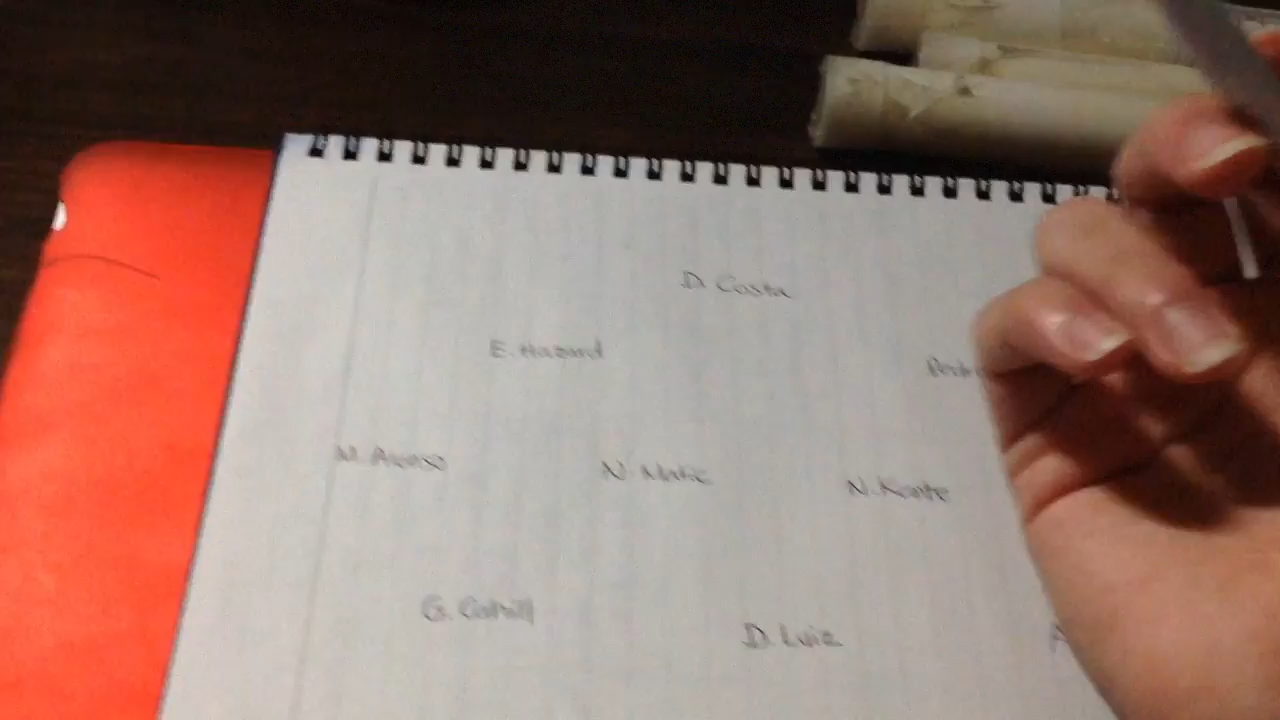 D. Costa
E. Hazard
M. Alonso
N. Matic
N. Kante
G. Cahill
D. Luiz